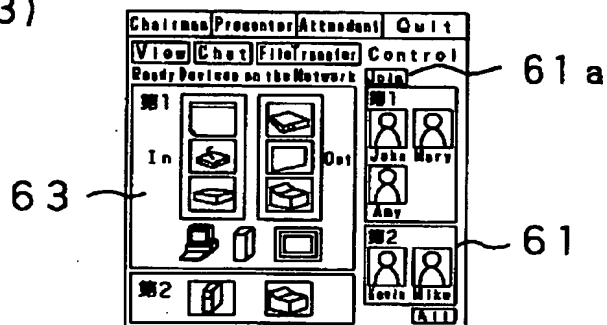 3)
Chairman Presenter Attendant Quit
View Chat FileTransfer Control
Ready Devices on the Network Join
第1 第1
In Out
John Mary
Amy
第2 第2
Kevin Mike
All
61a
63
61